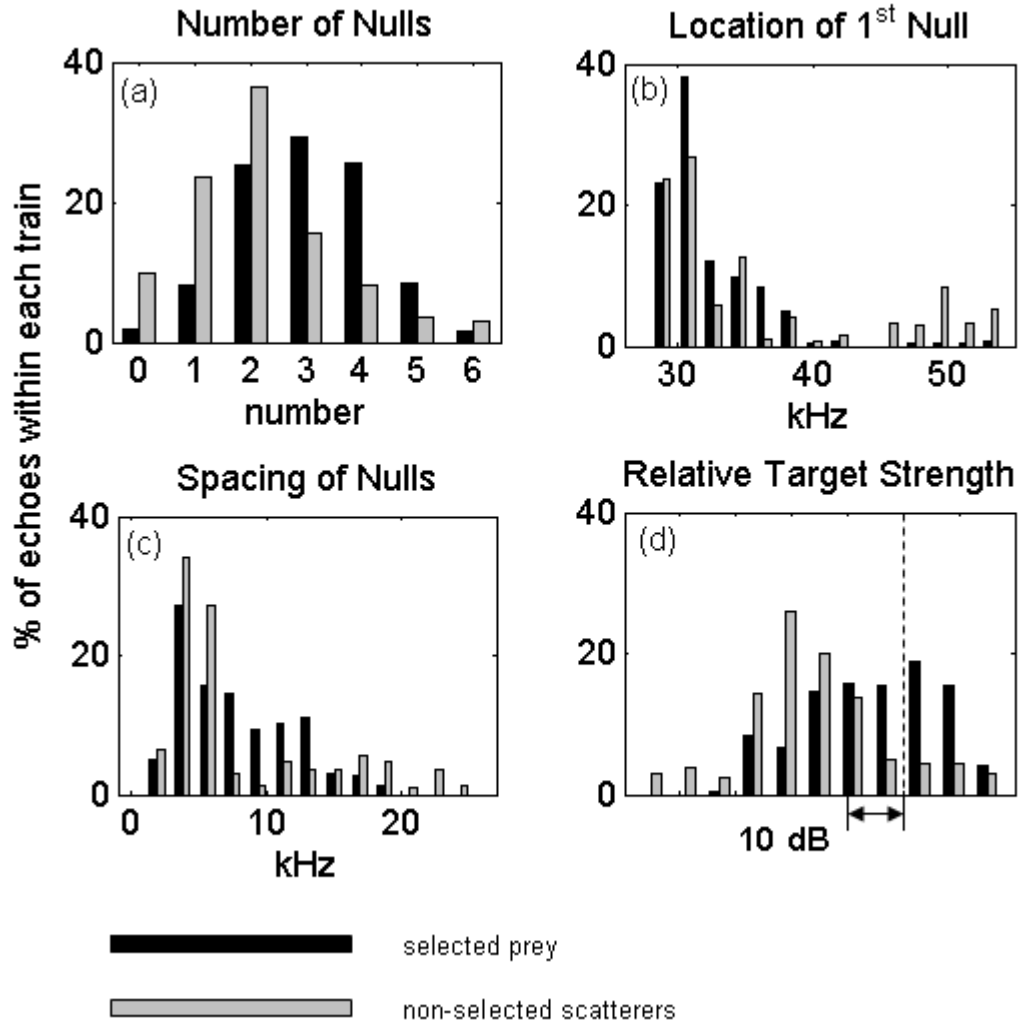 % of echoes within each train
Number of Nulls
(a)
40
20
0
0 1 2 3 4 5 6
number
Location of 1st Null
(b)
40
20
0
30 40 50
kHz
Spacing of Nulls
(c)
40
20
0
0 10 20
kHz
Relative Target Strength
(d)
40
20
0
10 dB
selected prey
non-selected scatterers